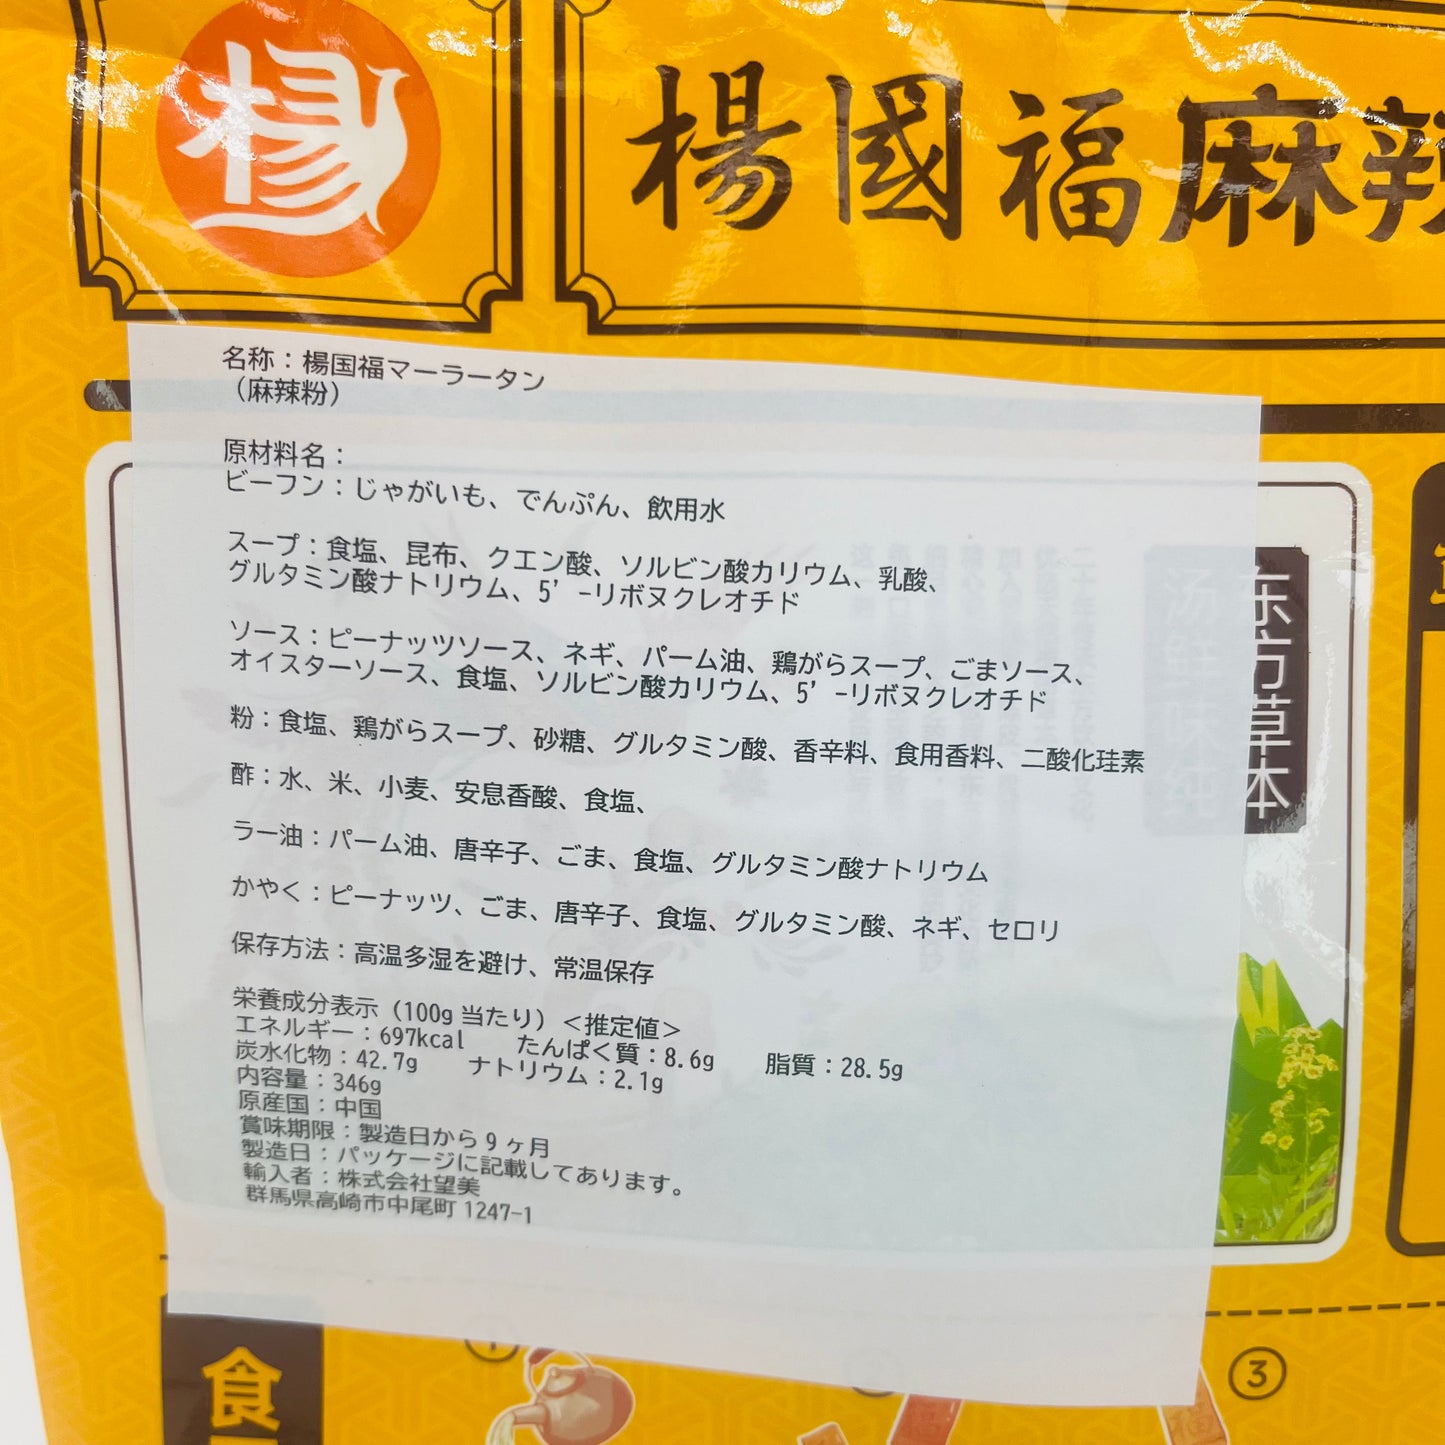 楊
楊國福麻辣
名称：楊国福マーラータン
（麻辣粉）
原材料名：
ビーフン：じゃがいも、でんぷん、飲用水
スープ：食塩、昆布、クエン酸、ソルビン酸カリウム、乳酸、
グルタミン酸ナトリウム、5’-リボヌクレオチド
ソース：ピーナッツソース、ネギ、パーム油、鶏がらスープ、ごまソース、
オイスターソース、食塩、ソルビン酸カリウム、5’-リボヌクレオチド
粉：食塩、鶏がらスープ、砂糖、グルタミン酸、香辛料、食用香料、二酸化珪素
酢：水、米、小麦、安息香酸、食塩、
ラー油：パーム油、唐辛子、ごま、食塩、グルタミン酸ナトリウム
かやく：ピーナッツ、ごま、唐辛子、食塩、グルタミン酸、ネギ、セロリ
保存方法：高温多湿を避け、常温保存
栄養成分表示（100g当たり）＜推定値＞
エネルギー：697kcal　たんぱく質：8.6g　脂質：28.5g
炭水化物：42.7g　ナトリウム：2.1g
内容量：346g
原産国：中国
賞味期限：製造日から9ヶ月
製造日：パッケージに記載してあります。
輸入者：株式会社望美
群馬県高崎市中尾町1247-1
东方草本
汤鲜味纯
食
①
③